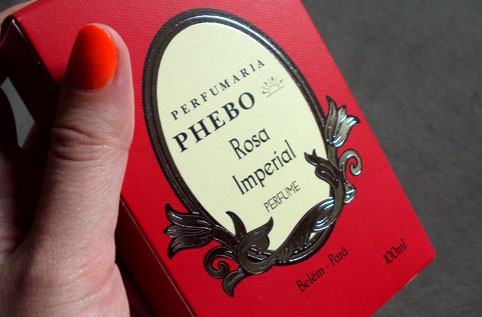 PERFUMARIA
PHEBO
Rosa
Imperial
PERFUME
Belém - Pará
100ml